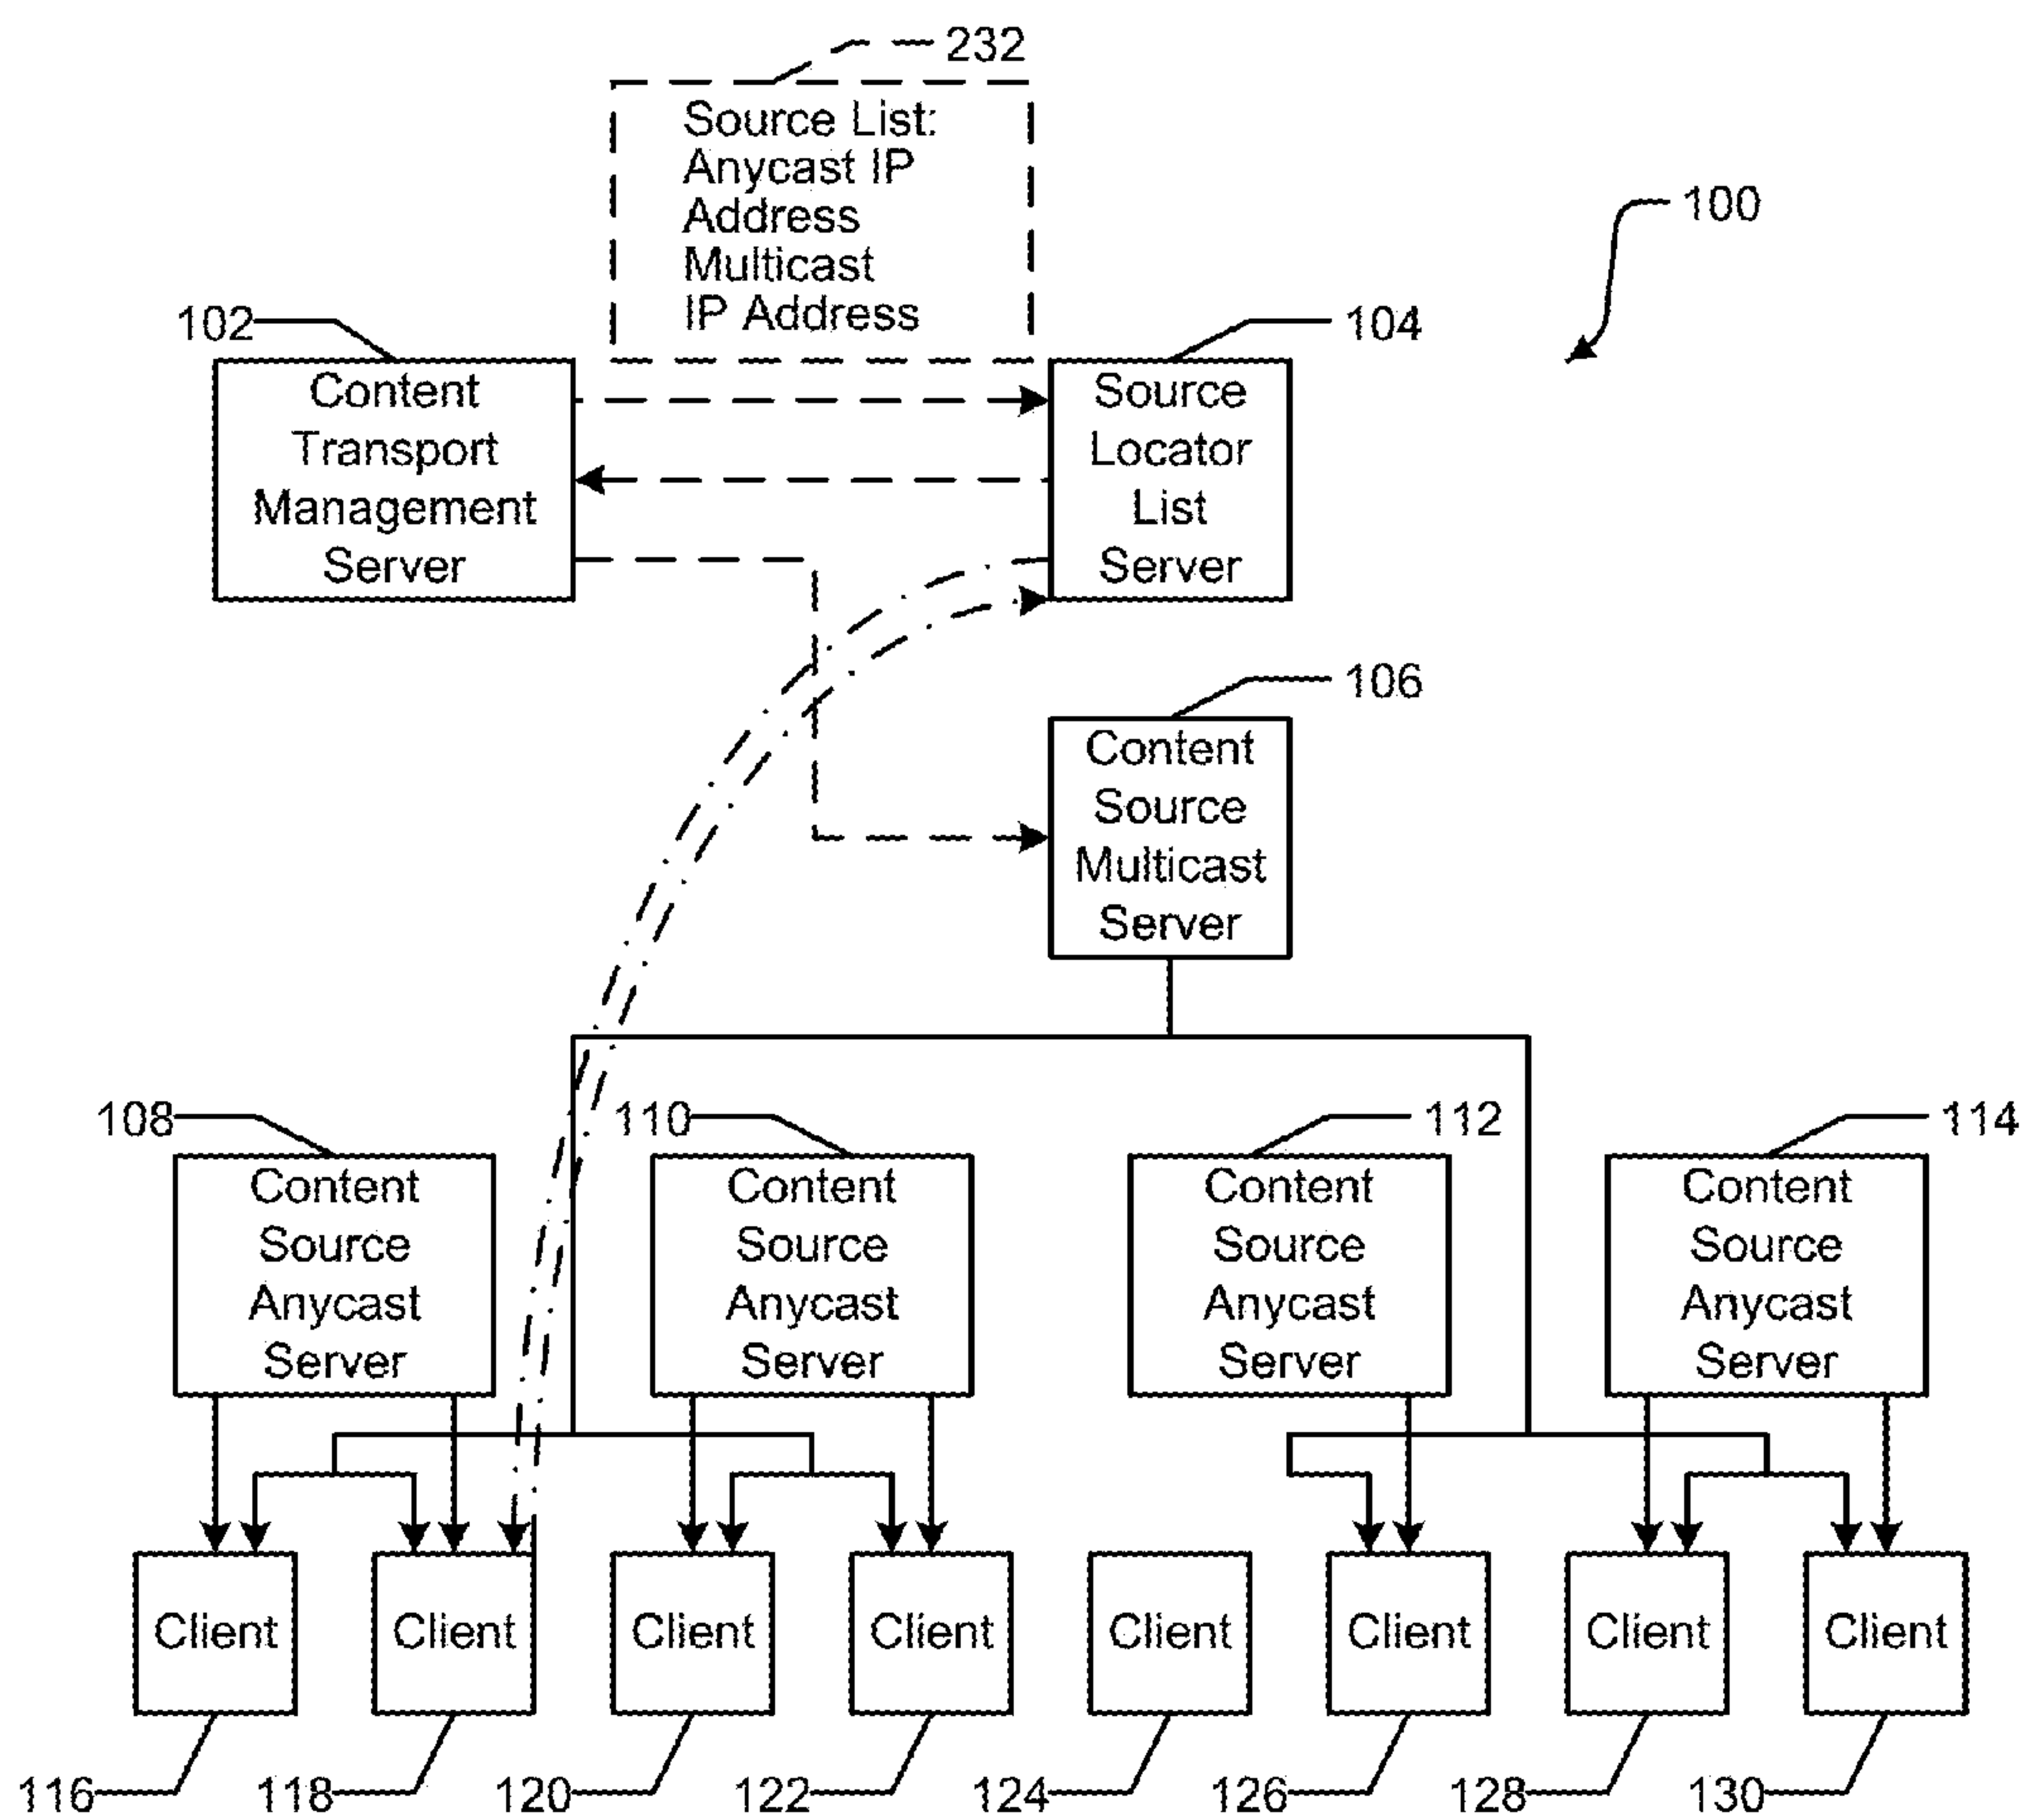 232
Source List:
Anycast IP
Address
Multicast
IP Address
100
102
104
Content
Transport
Management
Server
Source
Locator
List
Server
106
Content
Source
Multicast
Server
108
110
112
114
Content
Source
Anycast
Server
Content
Source
Anycast
Server
Content
Source
Anycast
Server
Content
Source
Anycast
Server
Client
Client
Client
Client
Client
Client
Client
Client
116
118
120
122
124
126
128
130